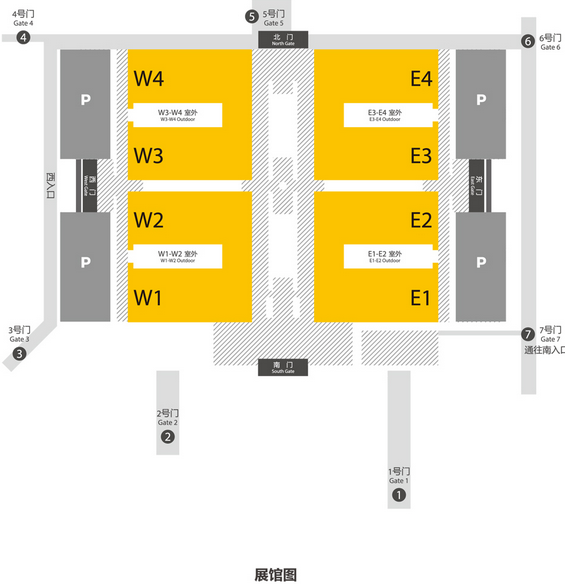 4号门
Gate 4
4
5
5号门
Gate 5
北 门
North Gate
6
6号门
Gate 6
W4
E4
P
P
W3-W4 室外
W3-W4 Outdoor
E3-E4 室外
E3-E4 Outdoor
W3
E3
西入口
西 门
West Gate
东 门
East Gate
W2
E2
P
P
W1-W2 室外
W1-W2 Outdoor
E1-E2 室外
E1-E2 Outdoor
W1
E1
3号门
Gate 3
3
7
7号门
Gate 7
通往南入口
南 门
South Gate
2号门
Gate 2
2
1号门
Gate 1
1
展馆图